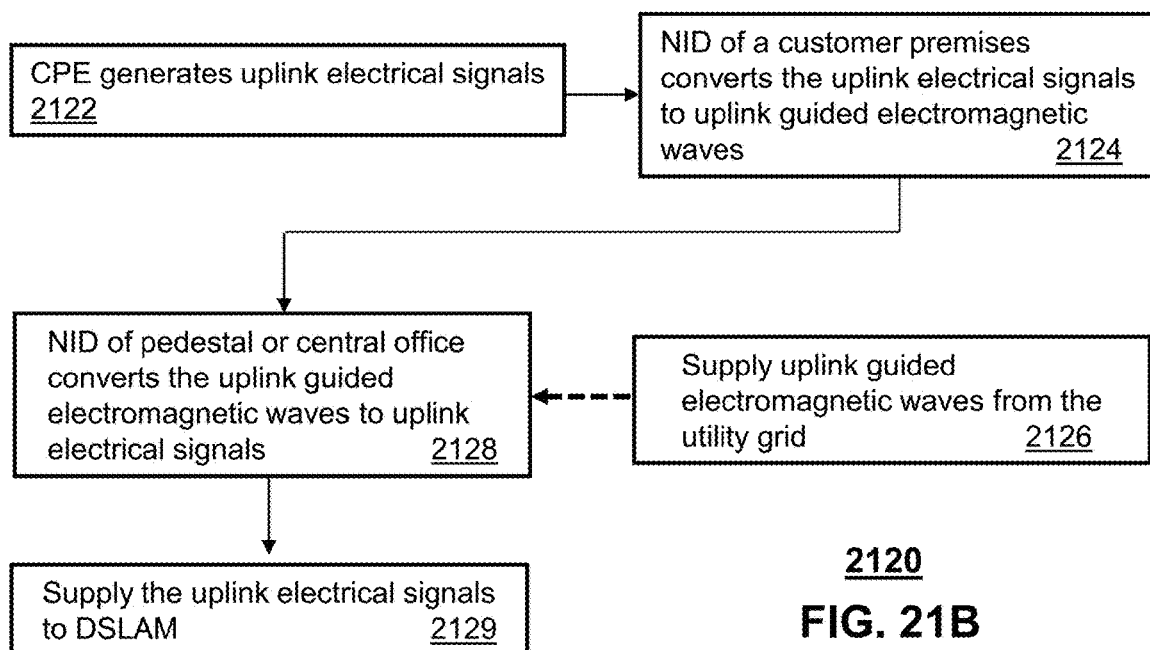 CPE generates uplink electrical signals
2122
NID of a customer premises
converts the uplink electrical signals
to uplink guided electromagnetic
waves 2124
NID of pedestal or central office
converts the uplink guided
electromagnetic waves to uplink
electrical signals 2128
Supply uplink guided
electromagnetic waves from the
utility grid 2126
Supply the uplink electrical signals
to DSLAM 2129
2120
FIG. 21B